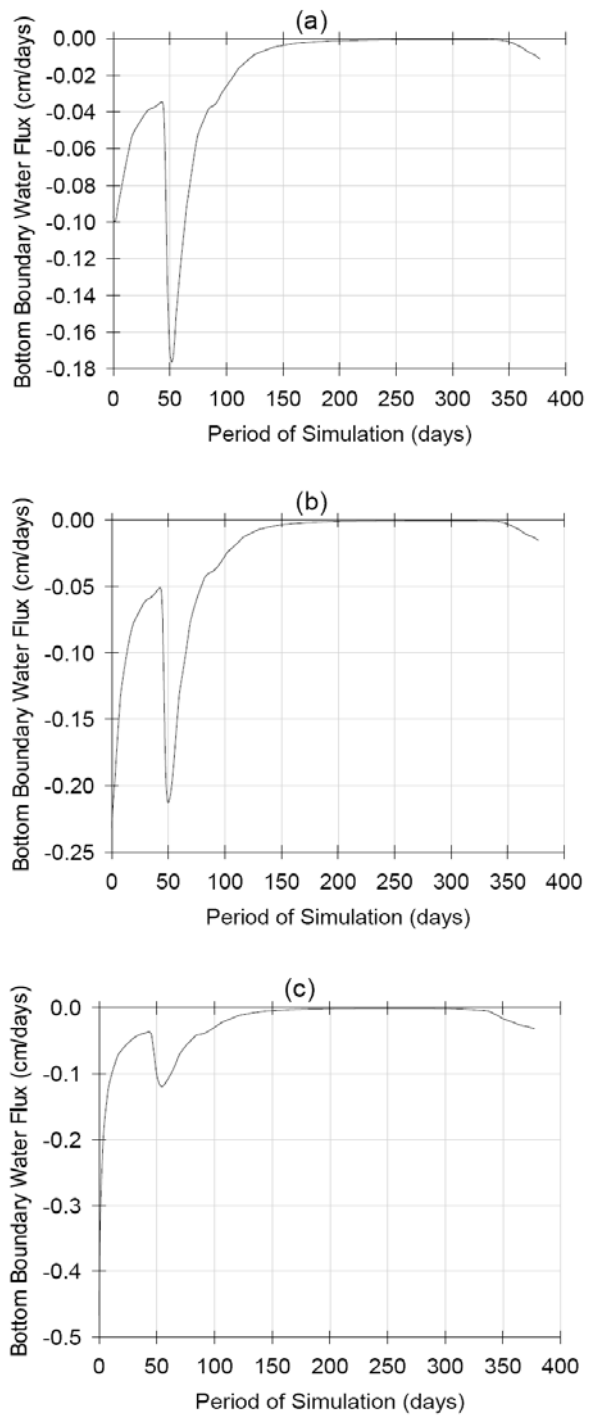 (a)
Bottom Boundary Water Flux (cm/days)
0.00
-0.02
-0.04
-0.06
-0.08
-0.10
-0.12
-0.14
-0.16
-0.18
0 50 100 150 200 250 300 350 400
Period of Simulation (days)
(b)
Bottom Boundary Water Flux (cm/days)
0.00
-0.05
-0.10
-0.15
-0.20
-0.25
0 50 100 150 200 250 300 350 400
Period of Simulation (days)
(c)
Bottom Boundary Water Flux (cm/days)
0.0
-0.1
-0.2
-0.3
-0.4
-0.5
0 50 100 150 200 250 300 350 400
Period of Simulation (days)